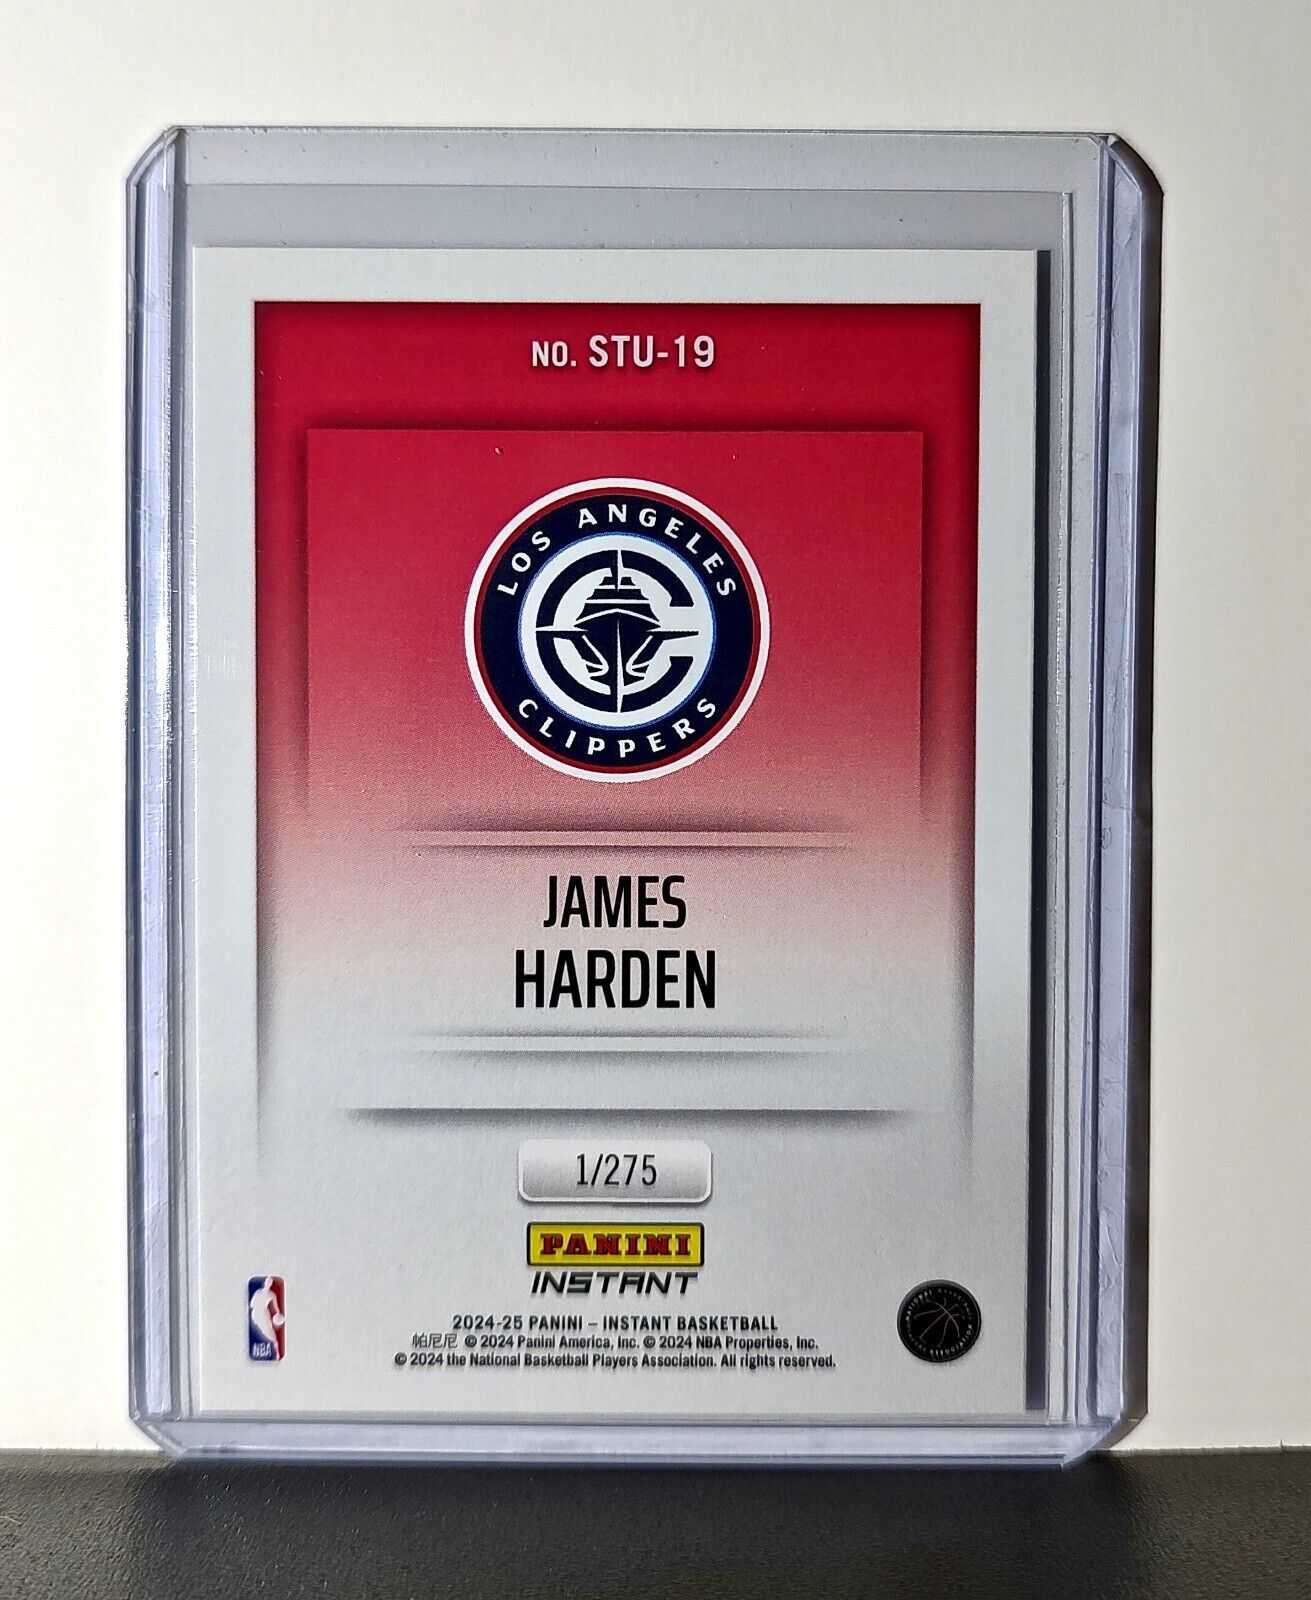 NO. STU-19
LOS ANGELES
CLIPPERS
JAMES
HARDEN
1/275
PANINI
INSTANT
2024-25 PANINI – INSTANT BASKETBALL
帕尼尼 © 2024 Panini America, Inc. © 2024 NBA Properties, Inc.
© 2024 the National Basketball Players Association. All rights reserved.
NBA